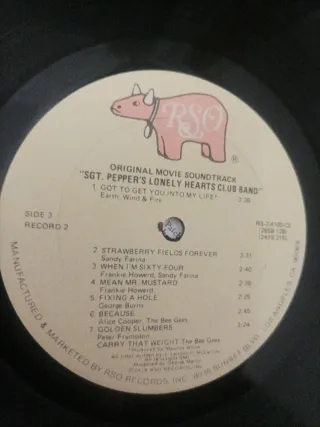 RSO
®
ORIGINAL MOVIE SOUNDTRACK
"SGT. PEPPER'S LONELY HEARTS CLUB BAND"
1. GOT TO GET YOU INTO MY LIFE*
Earth, Wind & Fire
3:36
SIDE 3
RECORD 2
2. STRAWBERRY FIELDS FOREVER
Sandy Farina
3. WHEN I'M SIXTY FOUR
Frankie Howerd, Sandy Farina
4. MEAN MR. MUSTARD
Frankie Howerd
5. FIXING A HOLE
George Burns
6. BECAUSE
Alice Cooper, The Bee Gees
7. GOLDEN SLUMBERS
Peter Frampton
CARRY THAT WEIGHT The Bee Gees
MANUFACTURED & MARKETED BY RSO RECORDS, INC.